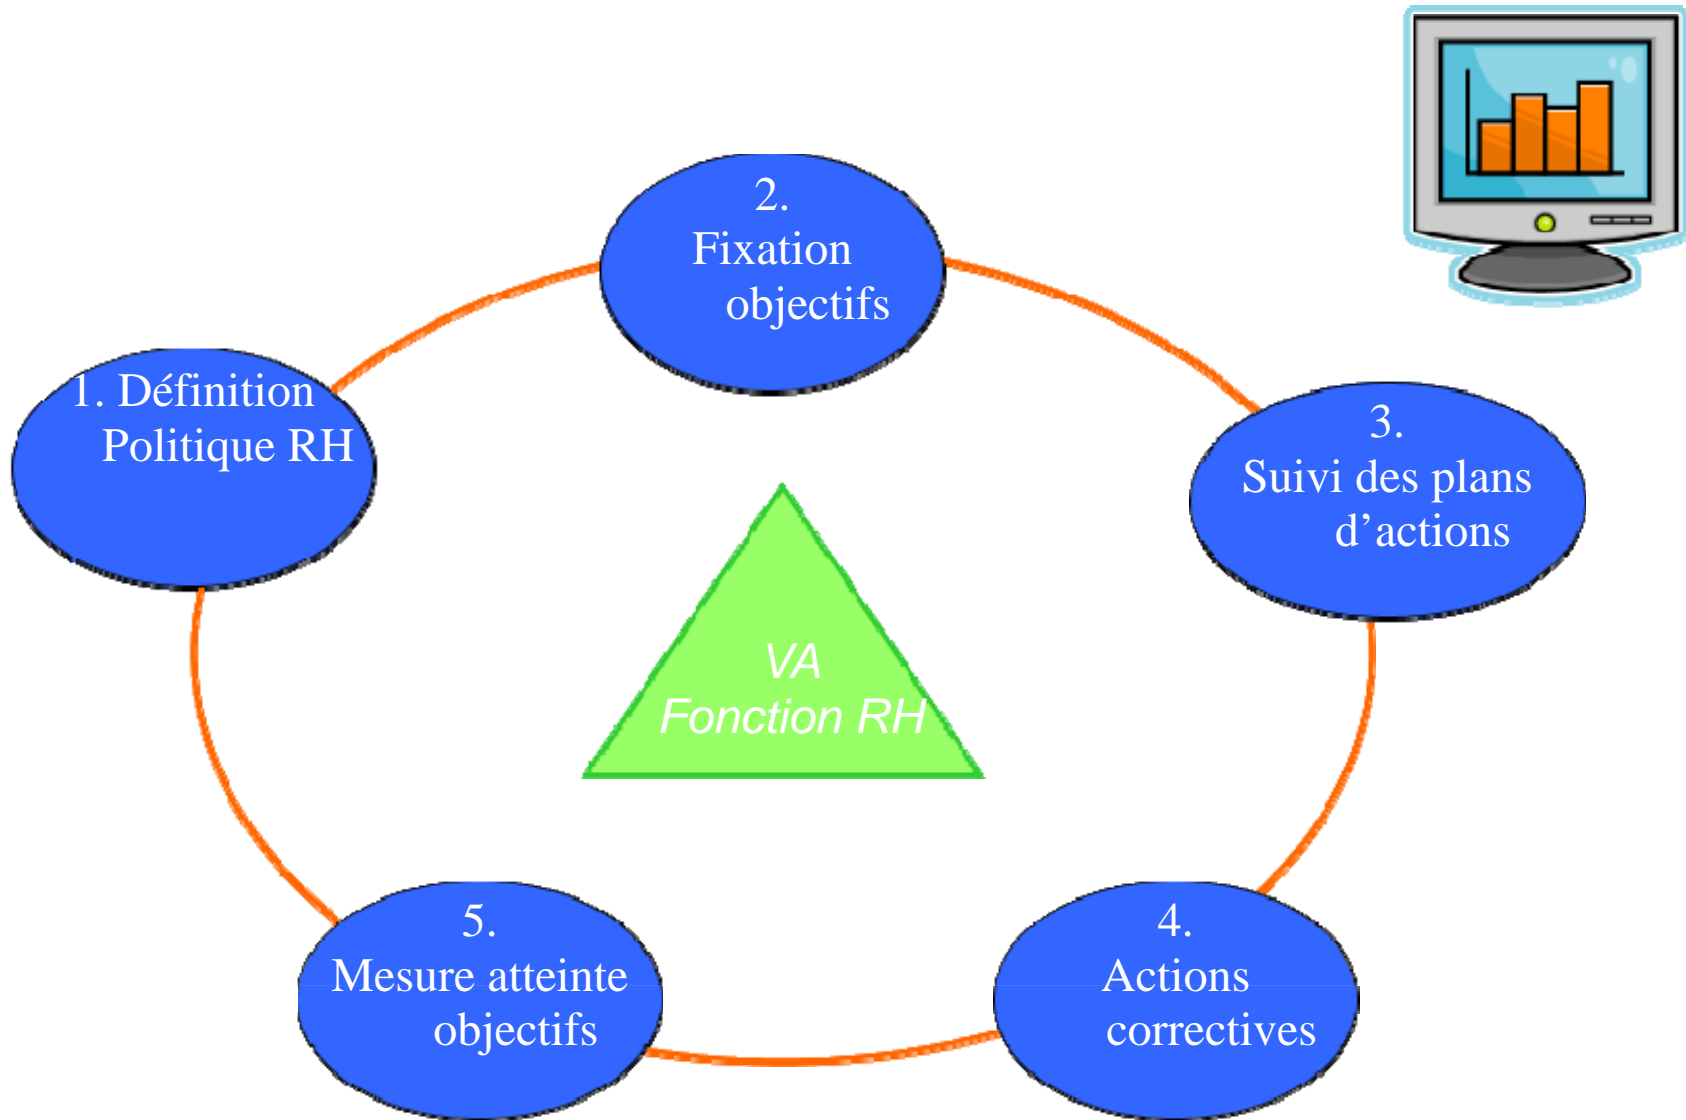 1. Définition
Politique RH
2.
Fixation
objectifs
3.
Suivi des plans
d’actions
4.
Actions
correctives
5.
Mesure atteinte
objectifs
VA
Fonction RH